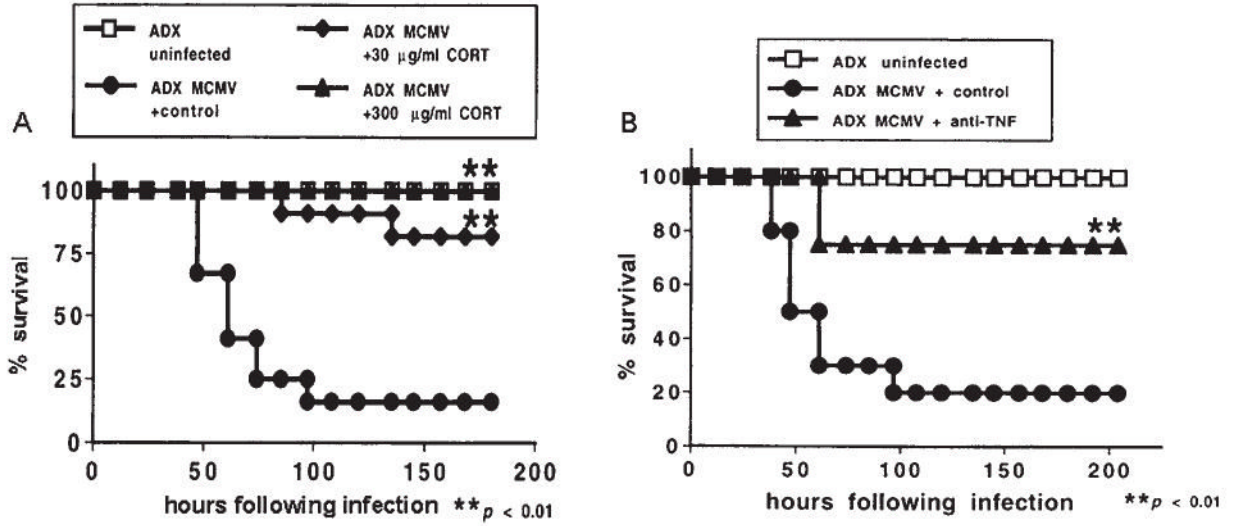 ADX uninfected
ADX MCMV +30 µg/ml CORT
ADX MCMV +control
ADX MCMV +300 µg/ml CORT
A
% survival
100
75
50
25
0
**
**
0 50 100 150 200
hours following infection **p < 0.01
ADX uninfected
ADX MCMV + control
ADX MCMV + anti-TNF
B
% survival
100
80
60
40
20
0
**
0 50 100 150 200
hours following infection **p < 0.01